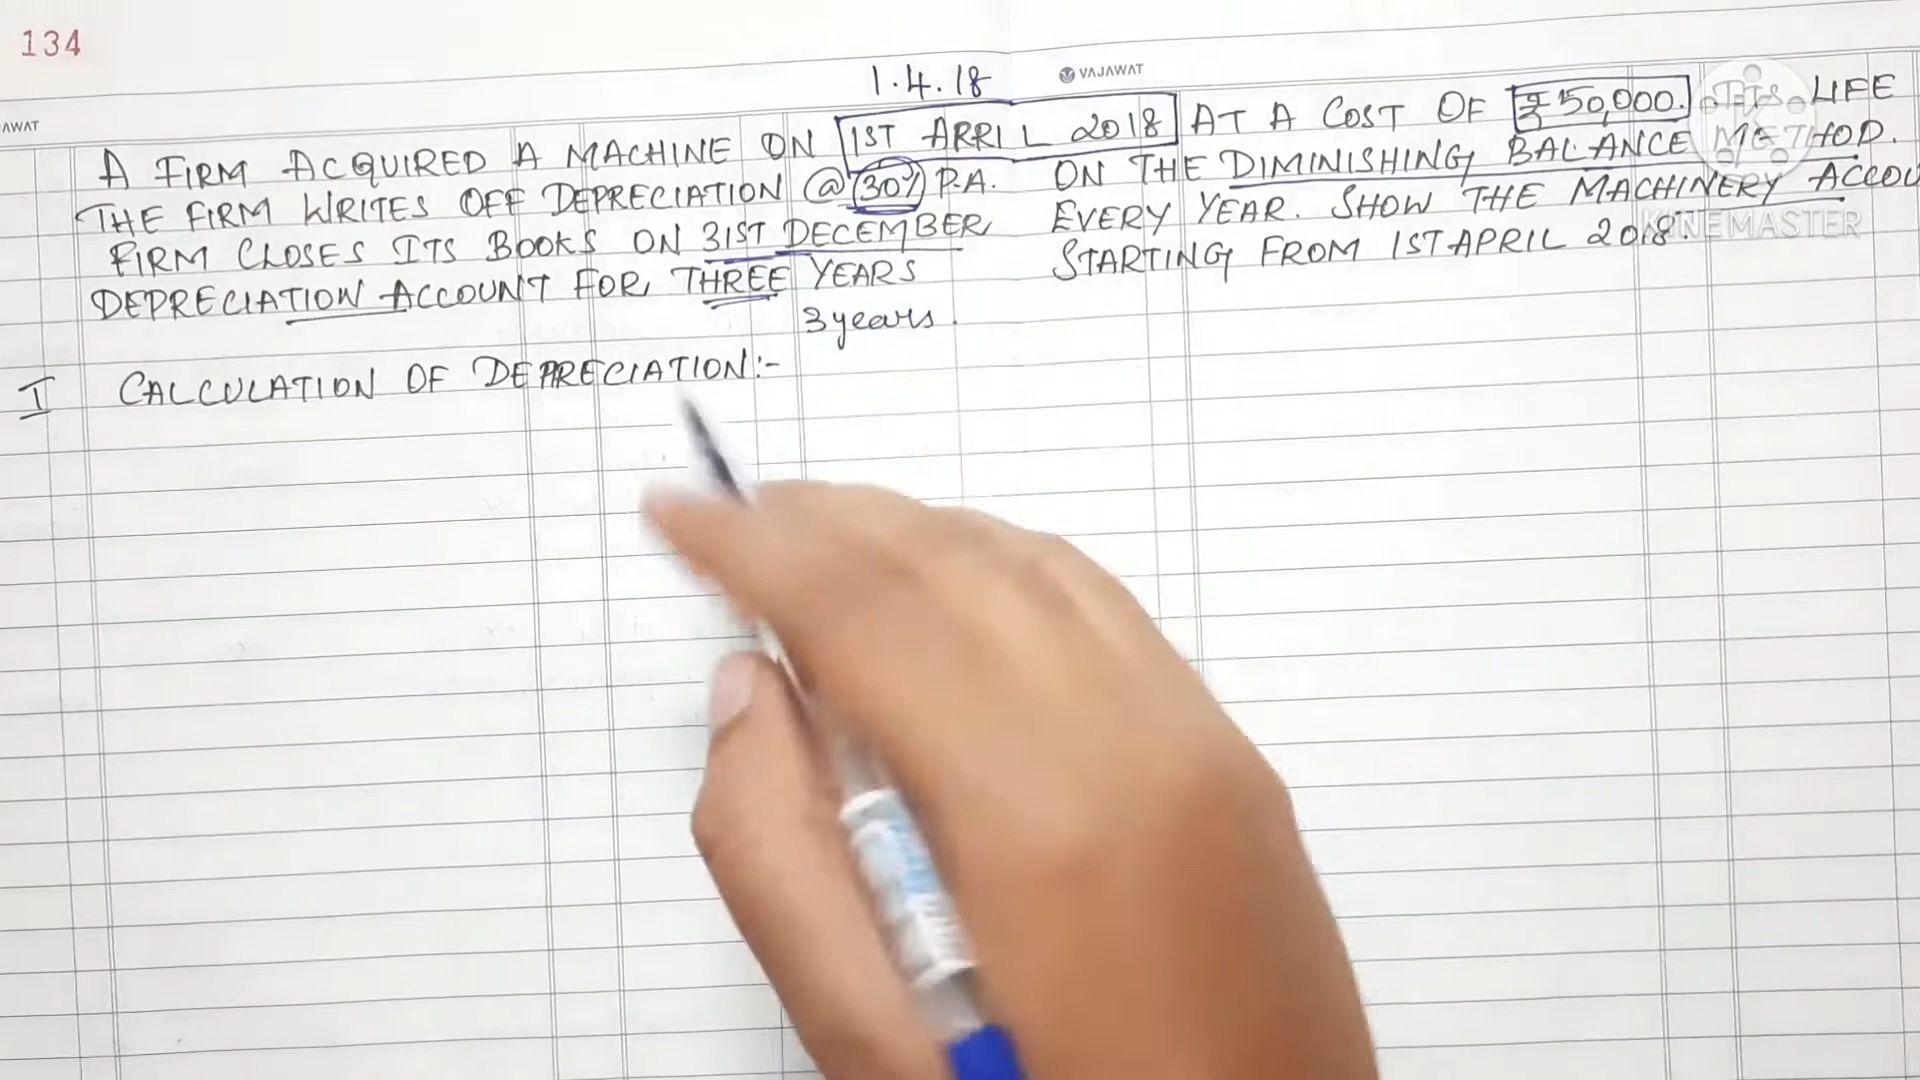 134
1.4.18
VAJAWAT
AWAT
A FIRM ACQUIRED A MACHINE ON 1ST ARRIL 2018 AT A COST OF ₹50,000. ITS LIFE
THE FIRM WRITES OFF DEPRECIATION @ 30% P.A. ON THE DIMINISHING BALANCE METHOD.
FIRM CLOSES ITS BOOKS ON 31ST DECEMBER EVERY YEAR. SHOW THE MACHINERY ACCOU
DEPRECIATION ACCOUNT FOR THREE YEARS STARTING FROM 1ST APRIL 2018.
3years.
I CALCULATION OF DEPRECIATION:-
KINEMASTER